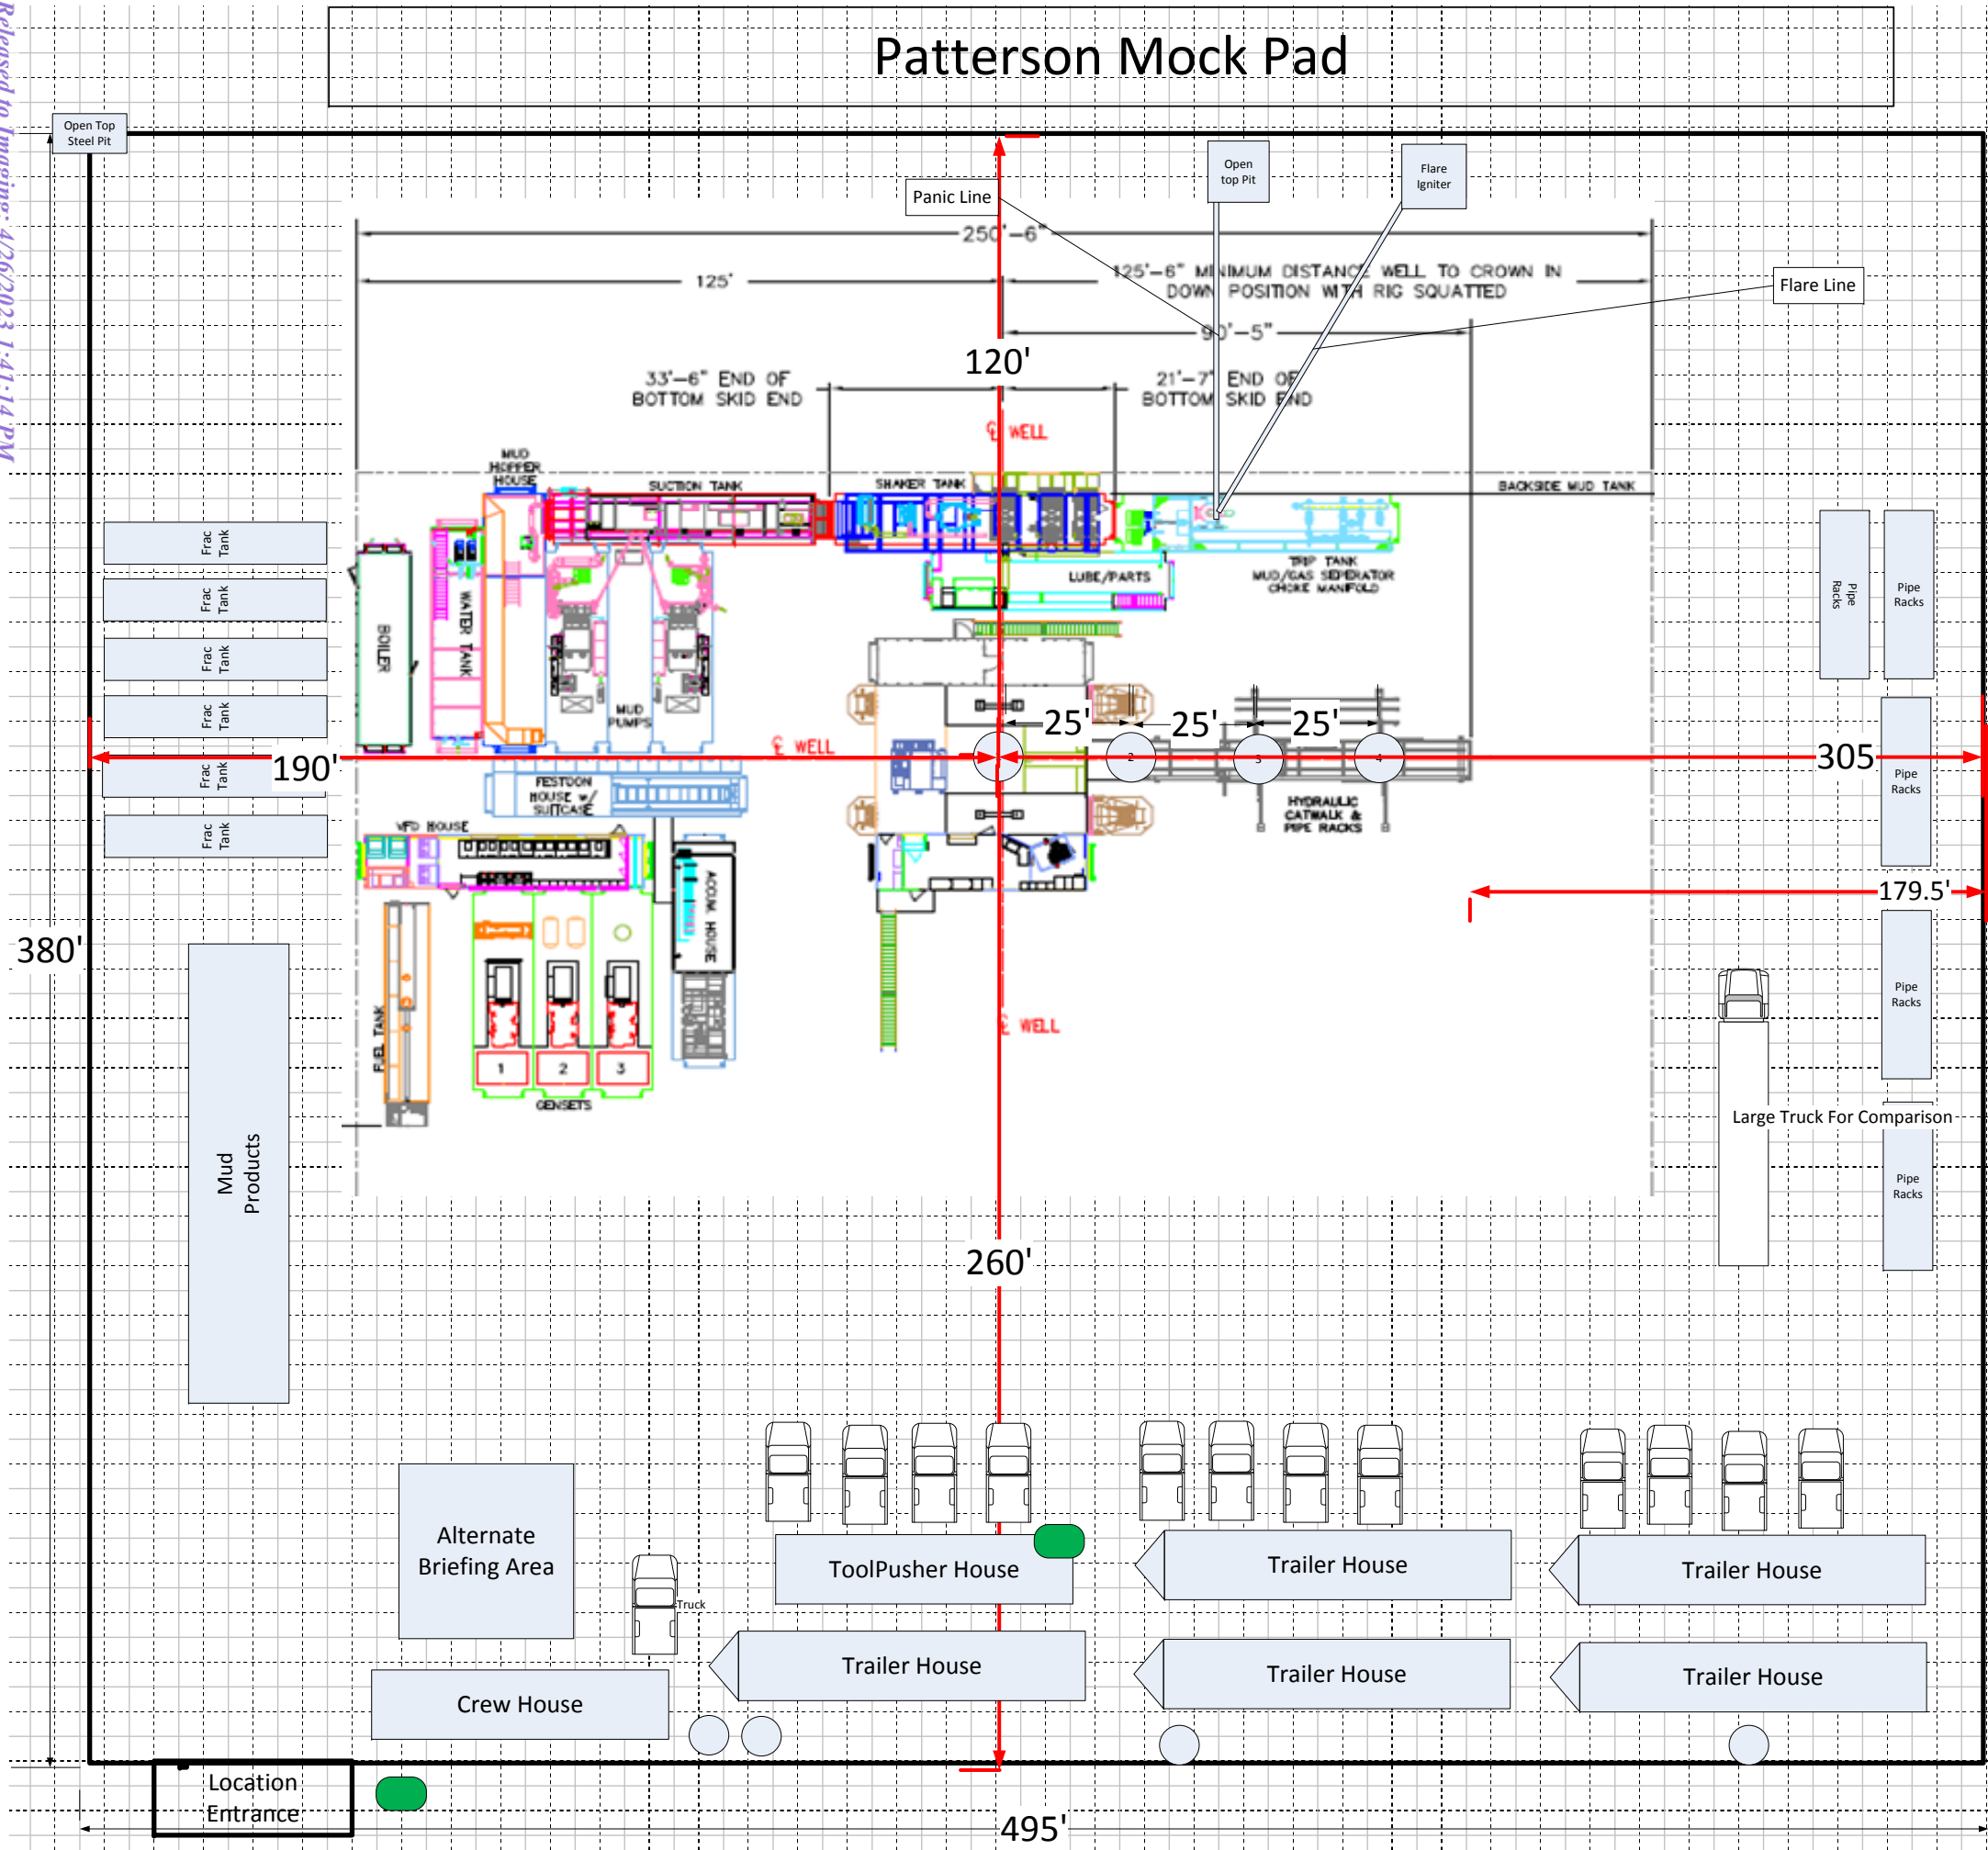 Released to Imaging: 4/26/2023 1:41:14 PM
Patterson Mock Pad
Open Top
Steel Pit
Open
top Pit
Flare
Igniter
Panic Line
250'-6"
125'
125'-6" MINIMUM DISTANCE WELL TO CROWN IN
DOWN POSITION WITH RIG SQUATTED
Flare Line
90'-5"
120'
33'-6" END OF
BOTTOM SKID END
21'-7" END OF
BOTTOM SKID END
WELL
MUD
HOPPER
HOUSE
SUCTION TANK
SHAKER TANK
BACKSIDE MUD TANK
Frac
Tank
Frac
Tank
Frac
Tank
Frac
Tank
Frac
Tank
Frac
Tank
BOILER
WATER TANK
MUD
PUMPS
LUBE/PARTS
TRIP TANK
MUD/GAS SEPERATOR
CHOKE MANIFOLD
Pipe
Racks
Pipe
Racks
25'
25'
25'
190'
WELL
2
3
4
305
Pipe
Racks
FESTOON
HOUSE w/
SUITCASE
HYDRAULIC
CATWALK &
PIPE RACKS
VFD HOUSE
ACCUM. HOUSE
179.5'
380'
Pipe
Racks
FUEL TANK
WELL
1
2
3
GENSETS
Large Truck For Comparison
Mud
Products
Pipe
Racks
260'
Alternate
Briefing Area
Truck
ToolPusher House
Trailer House
Trailer House
Trailer House
Trailer House
Trailer House
Crew House
Location
Entrance
495'